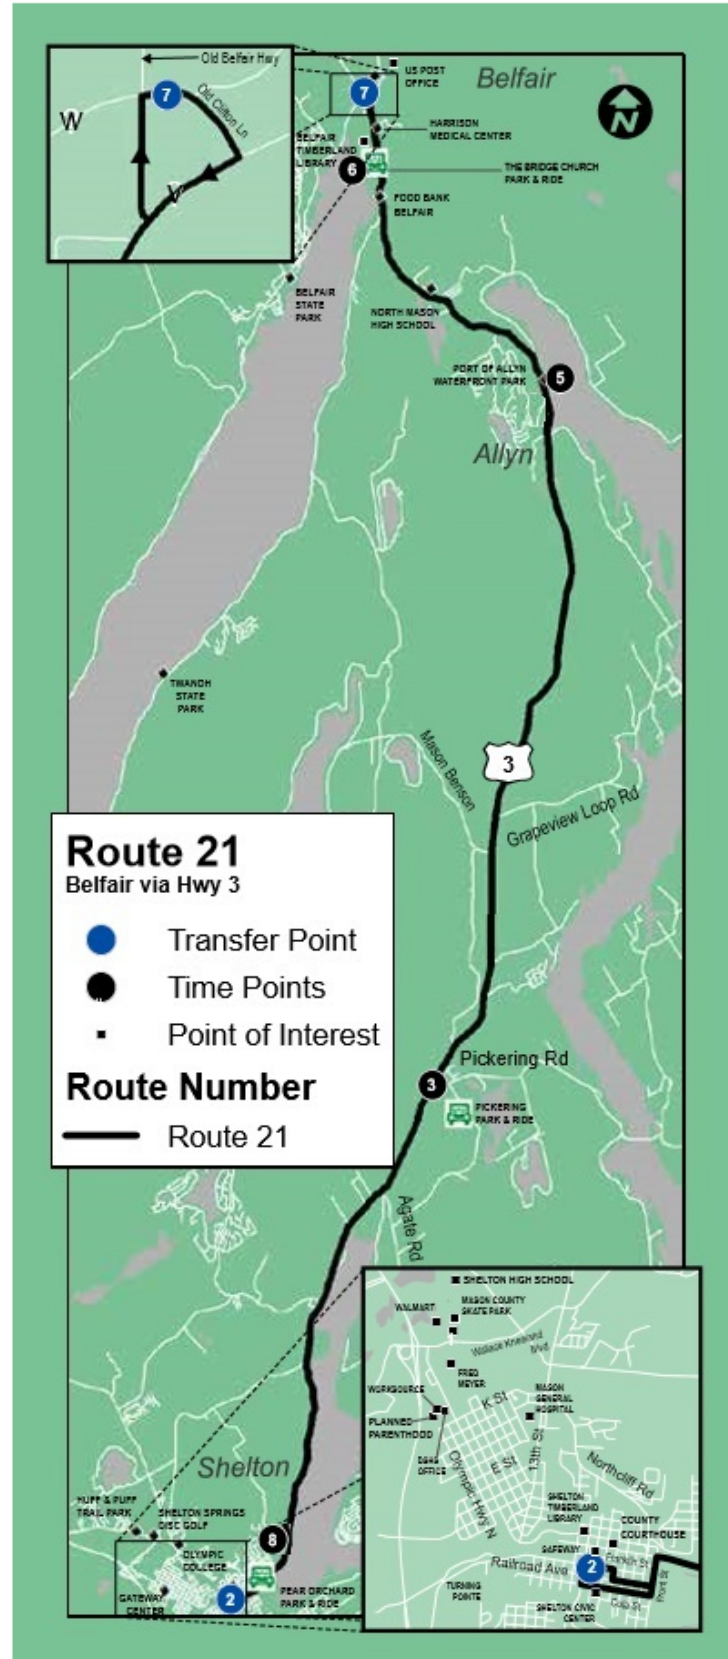 Old Belfair Hwy
7
Old Clifton Ln
W
V
US POST
OFFICE
Belfair
7
N
HARRISON
MEDICAL CENTER
BELFAIR
TIMBERLAND
LIBRARY
6
THE BRIDGE CHURCH
PARK & RIDE
FOOD BANK
BELFAIR
BELFAIR
STATE
PARK
NORTH MASON
HIGH SCHOOL
PORT OF ALLYN
WATERFRONT PARK
5
Allyn
TWANOH
STATE
PARK
Mason Benson
3
Grapeview Loop Rd
Route 21
Belfair via Hwy 3
Transfer Point
Time Points
Point of Interest
Route Number
Route 21
Pickering Rd
3
PICKERING
PARK & RIDE
Agate Rd
SHELTON HIGH SCHOOL
MASON COUNTY
SKATE PARK
WALMART
Wallace Kneeland
Blvd
FRED
MEYER
WORKSOURCE
K St
MASON
GENERAL
HOSPITAL
PLANNED
PARENTHOOD
DSHS
OFFICE
E St
13th St
Olympic Hwy N
Northcliff Rd
SHELTON
TIMBERLAND
LIBRARY
COUNTY
COURTHOUSE
SAFEWAY
Franklin St
Railroad Ave
2
TURNING
POINTE
Cota St
Front St
SHELTON CIVIC
CENTER
Shelton
HUFF & PUFF
TRAIL PARK
SHELTON SPRINGS
DISC GOLF
8
OLYMPIC
COLLEGE
GATEWAY
CENTER
2
PEAR ORCHARD
PARK & RIDE